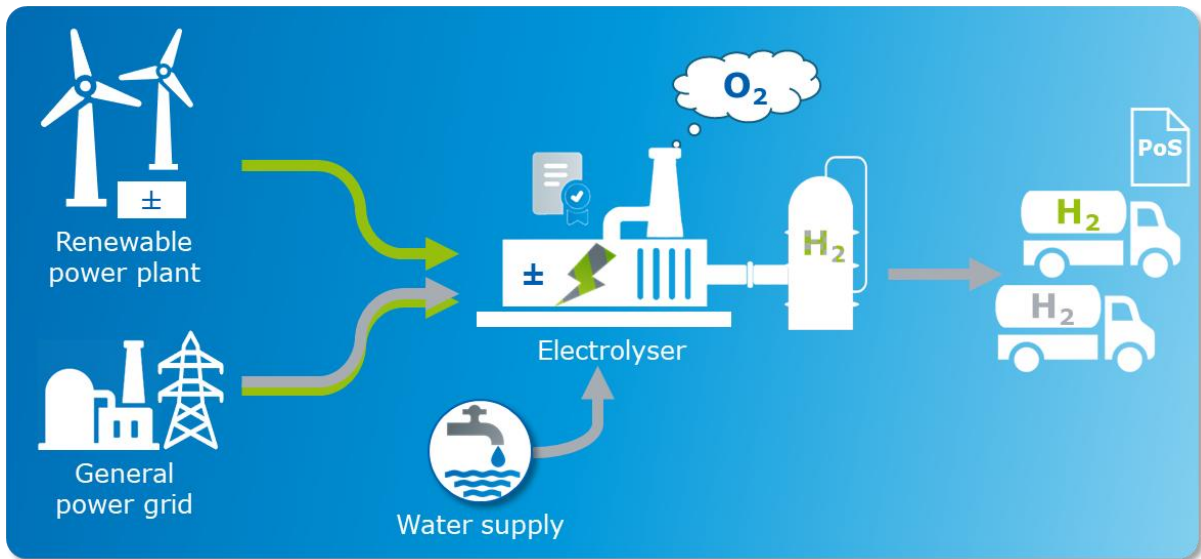 O₂
PoS
±
Renewable
power plant
H₂
±
H₂
H₂
Electrolyser
General
power grid
Water supply